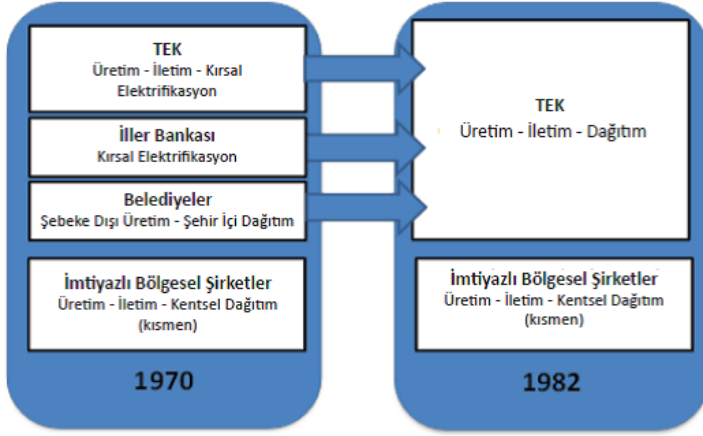 TEK
Üretim - İletim - Kırsal
Elektrifikasyon
İller Bankası
Kırsal Elektrifikasyon
Belediyeler
Şebeke Dışı Üretim - Şehir İçi Dağıtım
İmtiyazlı Bölgesel Şirketler
Üretim - İletim - Kentsel Dağıtım
(kısmen)
1970
TEK
Üretim - İletim - Dağıtım
İmtiyazlı Bölgesel Şirketler
Üretim - İletim - Kentsel Dağıtım
(kısmen)
1982